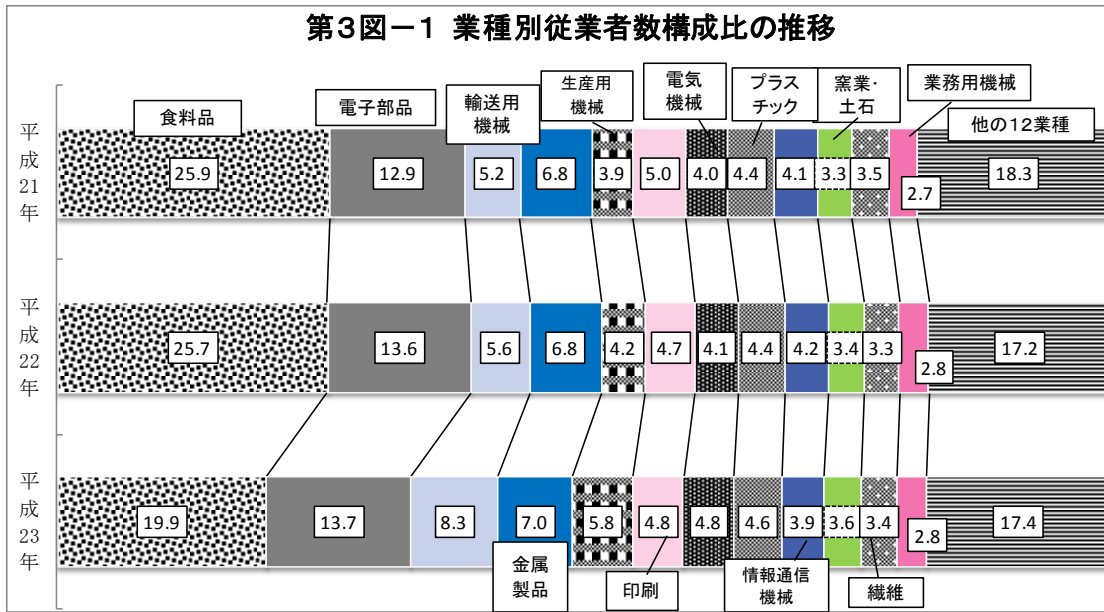 第３図－１ 業種別従業者数構成比の推移
食料品
電子部品
輸送用
機械
生産用
機械
電気
機械
プラス
チック
窯業・
土石
業務用機械
他の１２業種
平成21年
25.9
12.9
5.2
6.8
3.9
5.0
4.0
4.4
4.1
3.3
3.5
2.7
18.3
平成22年
25.7
13.6
5.6
6.8
4.2
4.7
4.1
4.4
4.2
3.4
3.3
2.8
17.2
平成23年
19.9
13.7
8.3
7.0
5.8
4.8
4.8
4.6
3.9
3.6
3.4
2.8
17.4
金属
製品
印刷
情報通信
機械
繊維